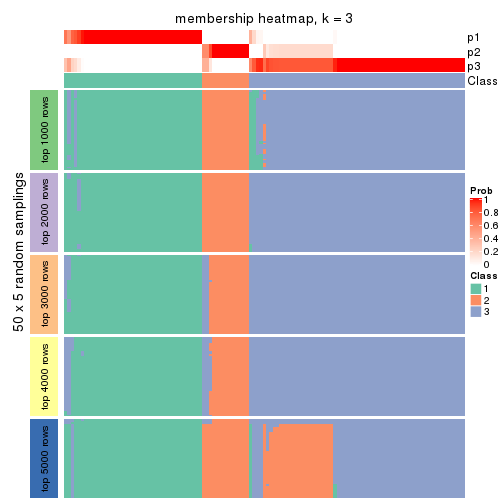 membership heatmap, k = 3
p1
p2
p3
Class
50 x 5 random samplings
top 1000 rows
top 2000 rows
top 3000 rows
top 4000 rows
top 5000 rows
Prob
1
0.8
0.6
0.4
0.2
0
Class
1
2
3